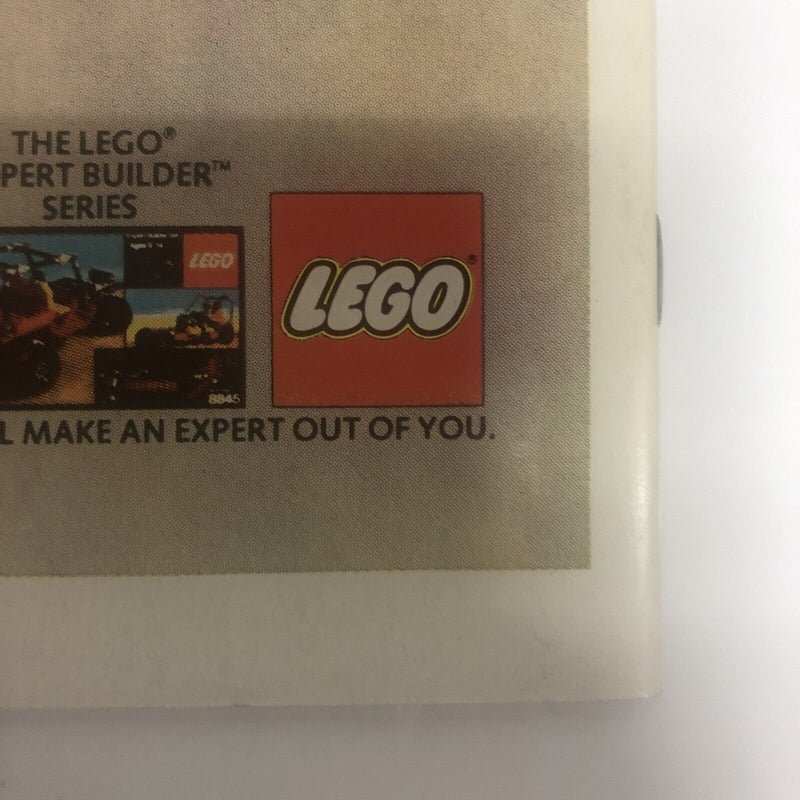 THE LEGO®
PERT BUILDER™
SERIES
LEGO
8845
LEGO®
L MAKE AN EXPERT OUT OF YOU.